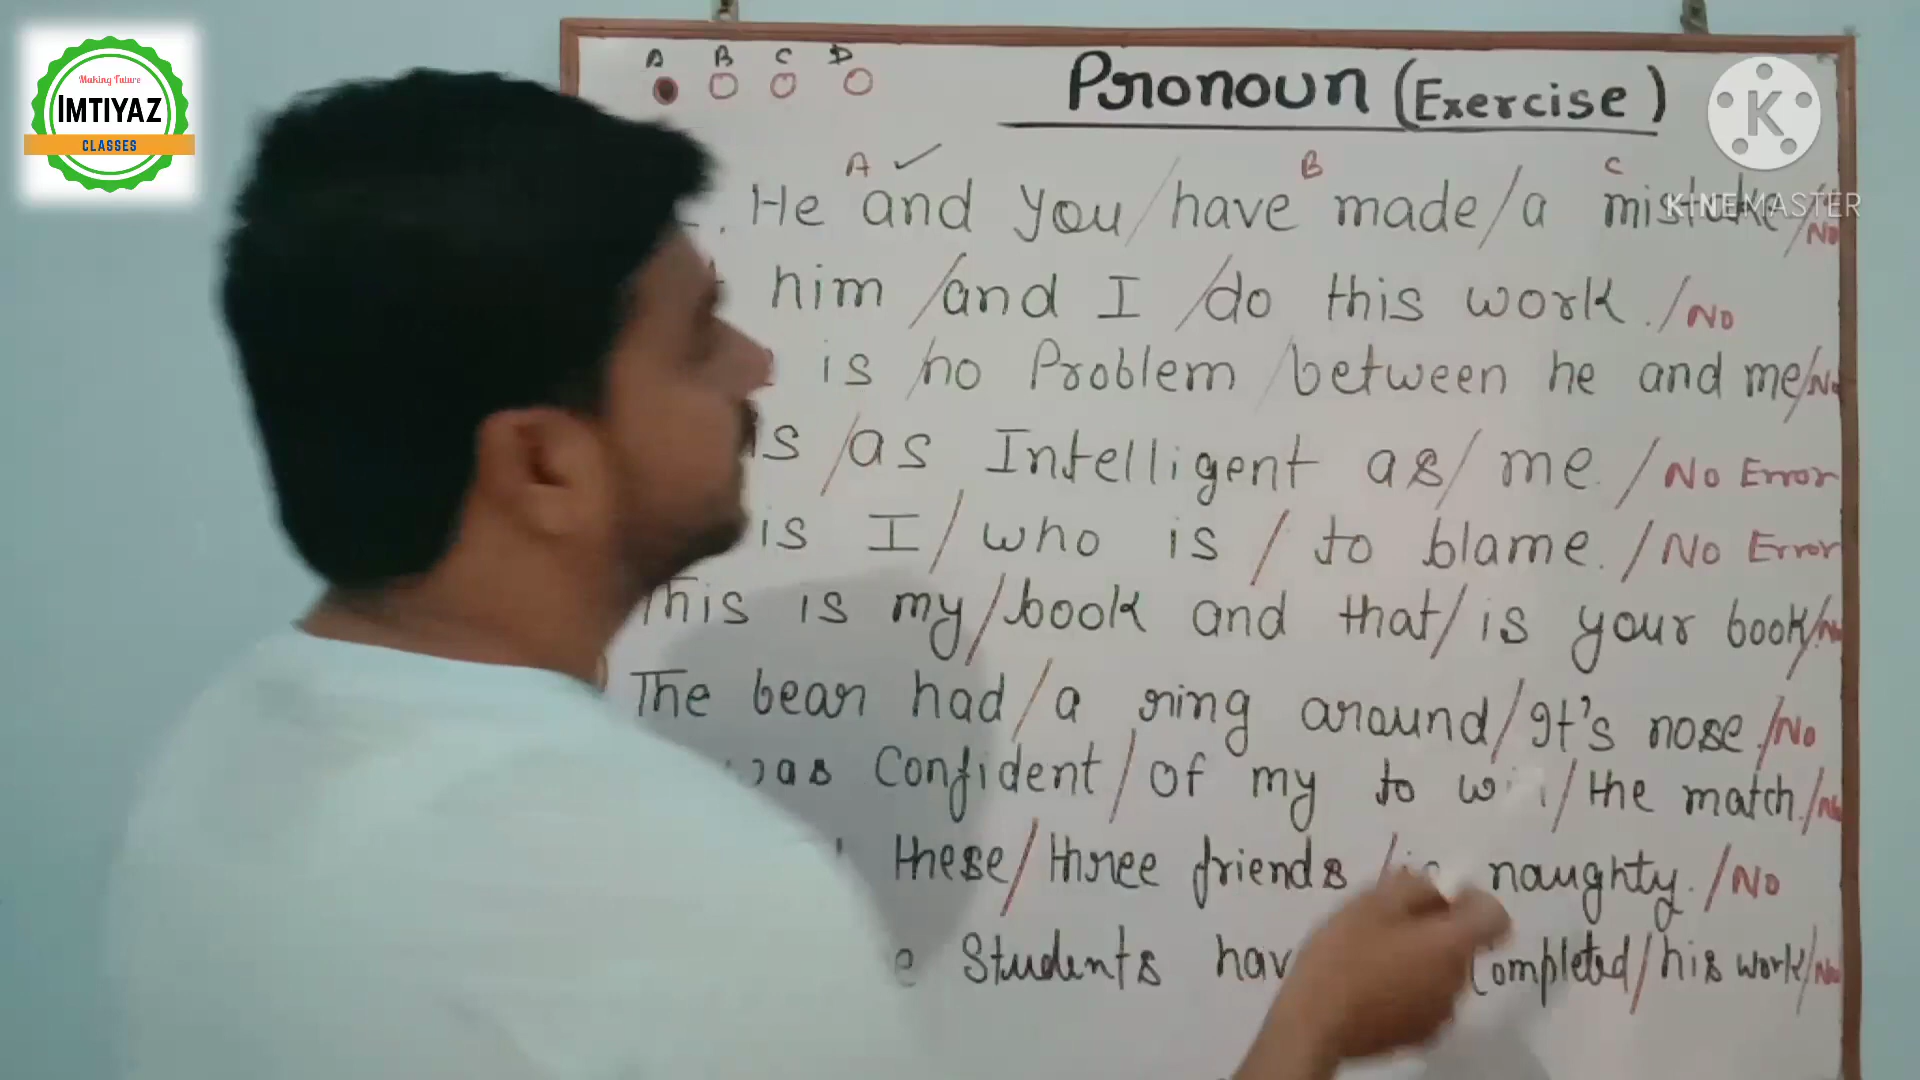 Making Future
IMTIYAZ
CLASSES
A B C D
Pronoun (Exercise)
K
KINEMASTER
A ✓ B C
He and you / have made / a mistake / No
him / and I / do this work. / No
is / no Problem / between he and me / No
is / as Intelligent as / me. / No Error
is I / who is / to blame. / No Error
This is my / book and that / is your book / No
The bear had / a ring around / It's nose. / No
was Confident / of my to / the match. / No
these / three friends / is naughty. / No
Students completed / his work / No